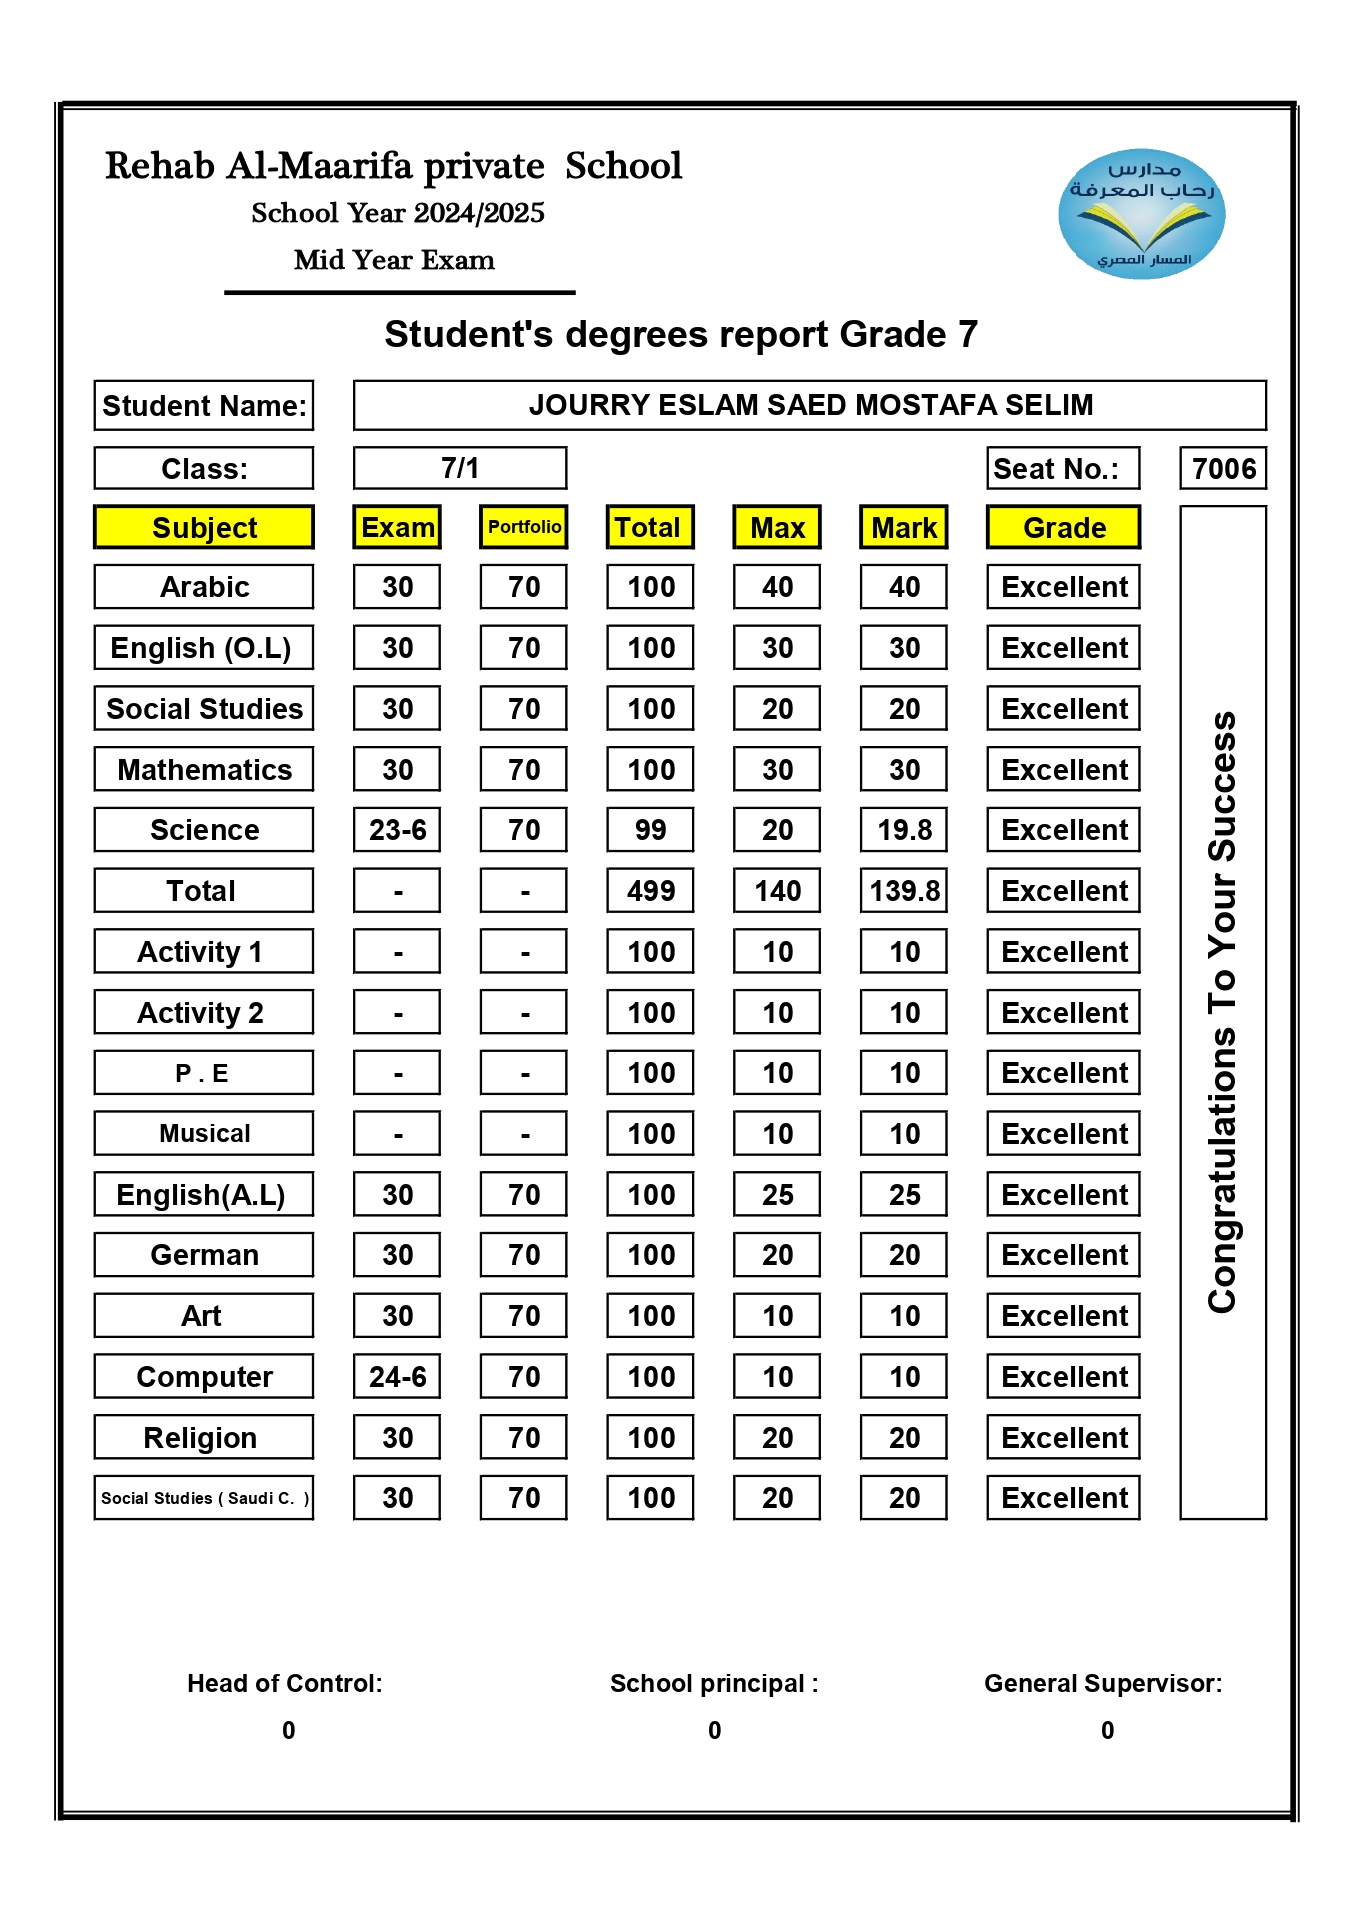 Rehab Al-Maarifa private School
School Year 2024/2025
Mid Year Exam
مدارس
رحاب المعرفة
المسار المصري
Student's degrees report Grade 7
Student Name: JOURRY ESLAM SAED MOSTAFA SELIM
Class: 7/1 Seat No.: 7006
Subject Exam Portfolio Total Max Mark Grade
Arabic 30 70 100 40 40 Excellent
English (O.L) 30 70 100 30 30 Excellent
Social Studies 30 70 100 20 20 Excellent
Mathematics 30 70 100 30 30 Excellent
Science 23-6 70 99 20 19.8 Excellent
Total - - 499 140 139.8 Excellent
Activity 1 - - 100 10 10 Excellent
Activity 2 - - 100 10 10 Excellent
P . E - - 100 10 10 Excellent
Musical - - 100 10 10 Excellent
English(A.L) 30 70 100 25 25 Excellent
German 30 70 100 20 20 Excellent
Art 30 70 100 10 10 Excellent
Computer 24-6 70 100 10 10 Excellent
Religion 30 70 100 20 20 Excellent
Social Studies ( Saudi C. ) 30 70 100 20 20 Excellent
Congratulations To Your Success
Head of Control: School principal : General Supervisor:
0 0 0